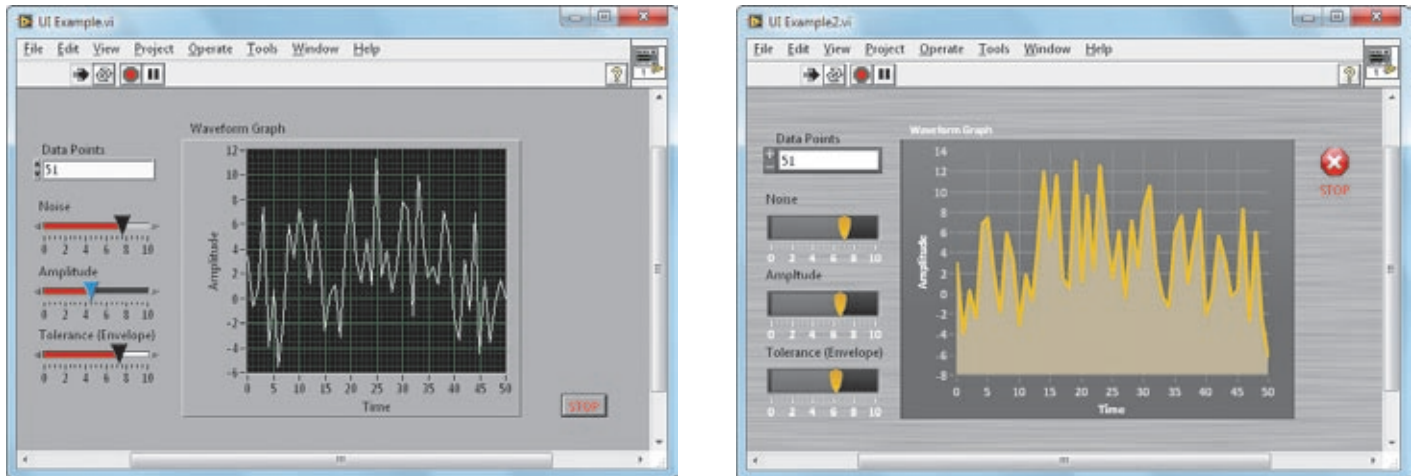 UI Example.vi
File Edit View Project Operate Tools Window Help
1
Waveform Graph
Data Points
51
Noise
0 2 4 6 8 10
Amplitude
0 2 4 6 8 10
Tolerance (Envelope)
0 2 4 6 8 10
Amplitude
12
10
8
6
4
2
0
-2
-4
-6
0 5 10 15 20 25 30 35 40 45 50
Time
STOP
UI Example2.vi
File Edit View Project Operate Tools Window Help
1
Waveform Graph
Data Points
51
Noise
0 2 4 6 8 10
Amplitude
0 2 4 6 8 10
Tolerance (Envelope)
0 2 4 6 8 10
Amplitude
14
12
10
8
6
4
2
0
-2
-4
-6
-8
0 5 10 15 20 25 30 35 40 45 50
Time
STOP